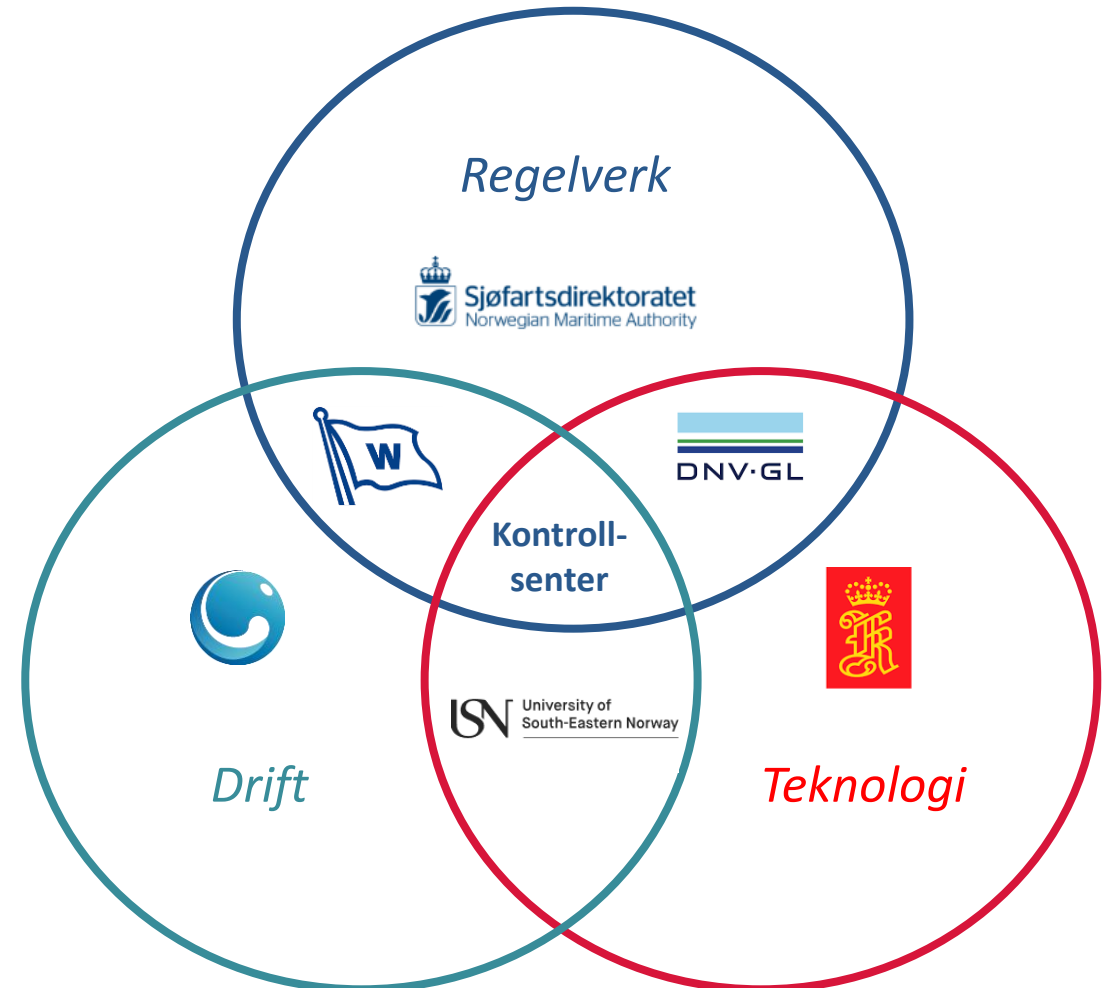 Regelverk
Sjøfartsdirektoratet
Norwegian Maritime Authority
W
DNV·GL
Kontroll-
senter
USN University of
South-Eastern Norway
Drift
Teknologi